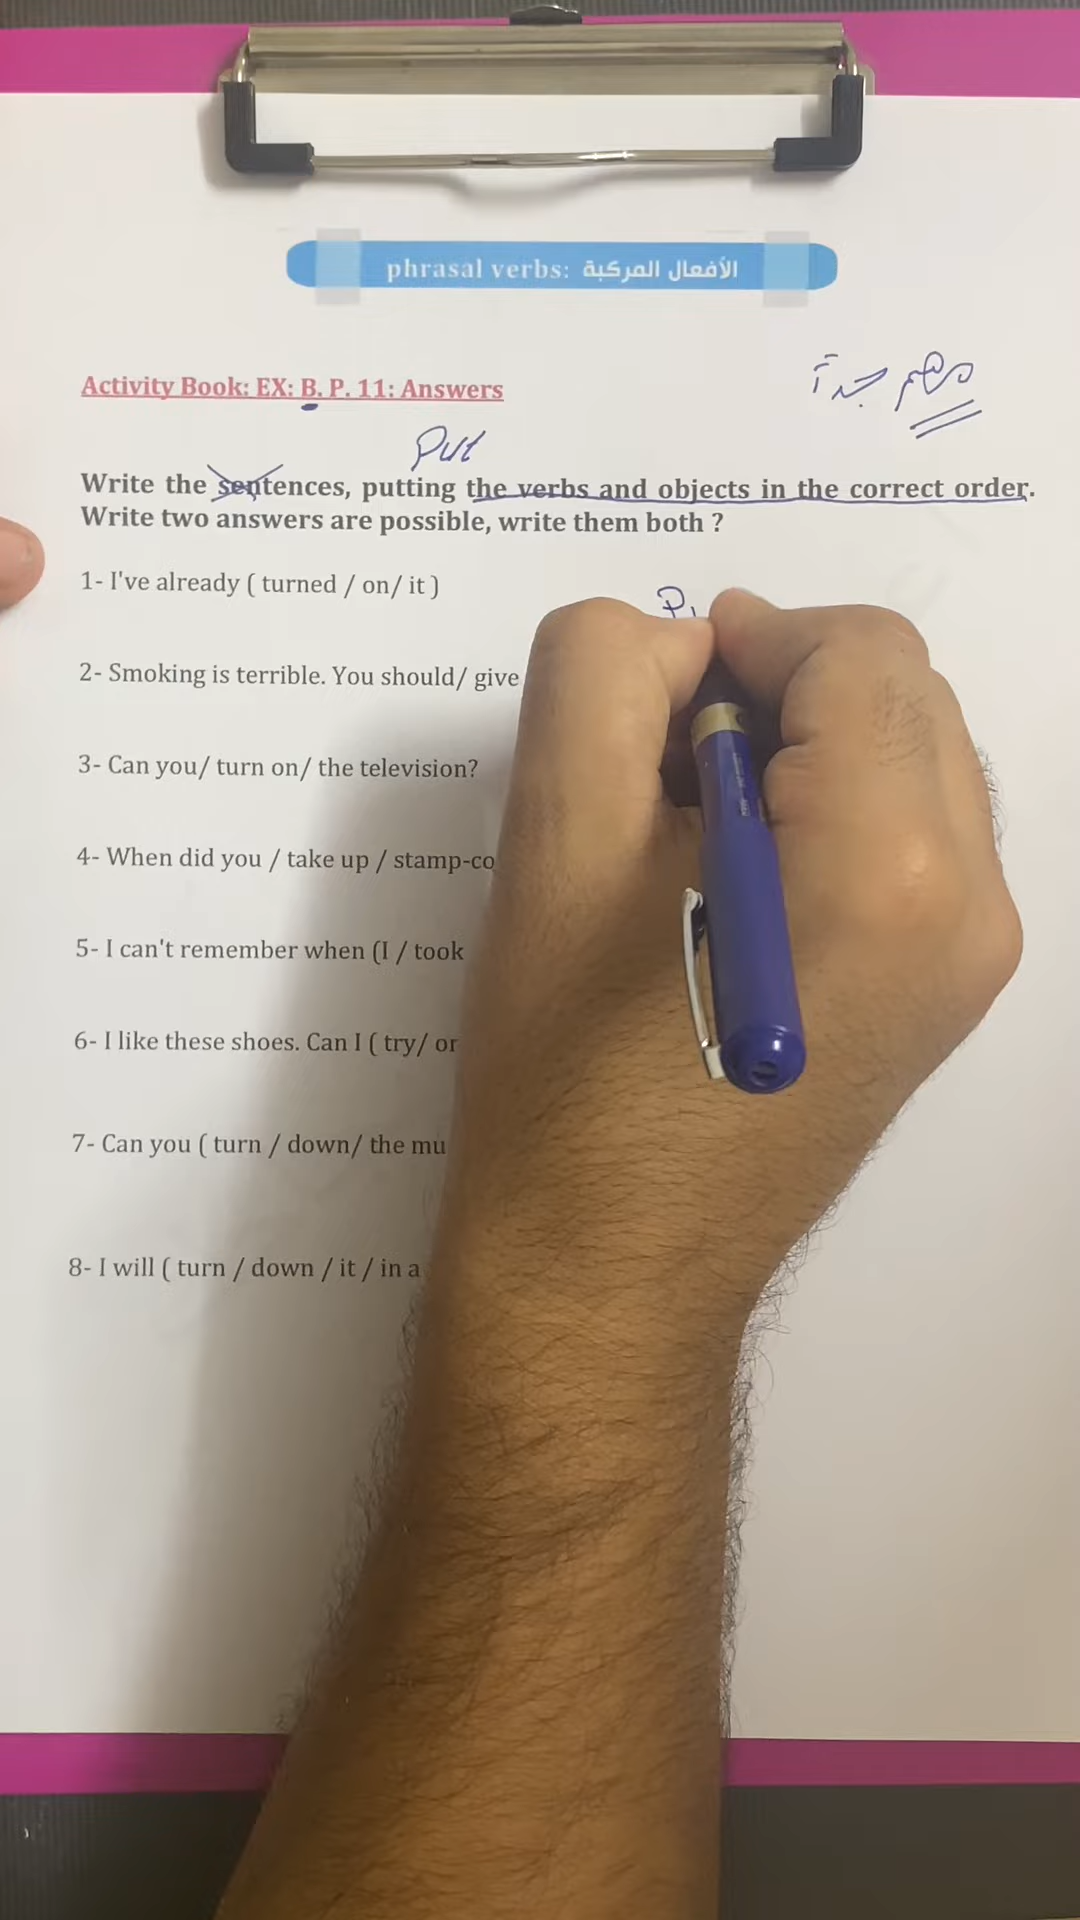 phrasal verbs: الأفعال المركبة
Activity Book: EX: B. P. 11: Answers
مهم جداً
Put
Write the sentences, putting the verbs and objects in the correct order.
Write two answers are possible, write them both ?
1- I've already ( turned / on/ it )
2- Smoking is terrible. You should/ give
3- Can you/ turn on/ the television?
4- When did you / take up / stamp-co
5- I can't remember when (I / took
6- I like these shoes. Can I ( try/ or
7- Can you ( turn / down/ the mu
8- I will ( turn / down / it / in a